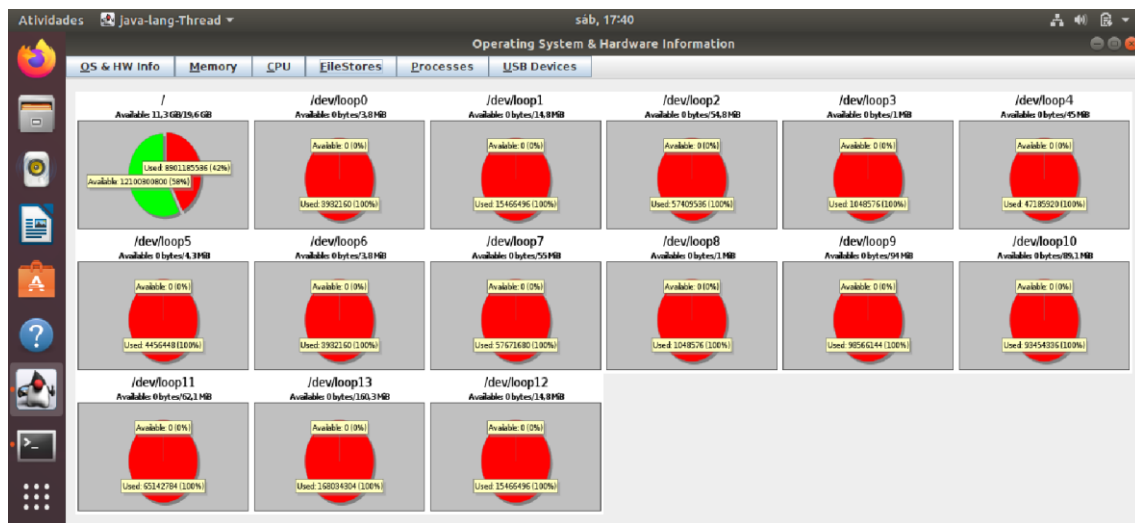 Atividades java-lang-Thread sáb, 17:40
Operating System & Hardware Information
OS & HW Info Memory CPU FileStores Processes USB Devices
/ /dev/loop0 /dev/loop1 /dev/loop2 /dev/loop3 /dev/loop4
Available: 11,3 GiB/19,6 GiB Available: 0 bytes/3,8 MiB Available: 0 bytes/14,8 MiB Available: 0 bytes/54,8 MiB Available: 0 bytes/1 MiB Available: 0 bytes/45 MiB
Available: 0 (0%) Available: 0 (0%) Available: 0 (0%) Available: 0 (0%) Available: 0 (0%)
Used: 8901185536 (42%)
Available: 12100300800 (58%)
Used: 3932160 (100%) Used: 15466496 (100%) Used: 57409536 (100%) Used: 1048576 (100%) Used: 47185920 (100%)
/dev/loop5 /dev/loop6 /dev/loop7 /dev/loop8 /dev/loop9 /dev/loop10
Available: 0 bytes/4,3 MiB Available: 0 bytes/3,8 MiB Available: 0 bytes/55 MiB Available: 0 bytes/1 MiB Available: 0 bytes/94 MiB Available: 0 bytes/89,1 MiB
Available: 0 (0%) Available: 0 (0%) Available: 0 (0%) Available: 0 (0%) Available: 0 (0%) Available: 0 (0%)
Used: 4456448 (100%) Used: 3932160 (100%) Used: 57671680 (100%) Used: 1048576 (100%) Used: 98566144 (100%) Used: 93454336 (100%)
/dev/loop11 /dev/loop13 /dev/loop12
Available: 0 bytes/62,1 MiB Available: 0 bytes/160,3 MiB Available: 0 bytes/14,8 MiB
Available: 0 (0%) Available: 0 (0%) Available: 0 (0%)
Used: 65142784 (100%) Used: 168034304 (100%) Used: 15466496 (100%)